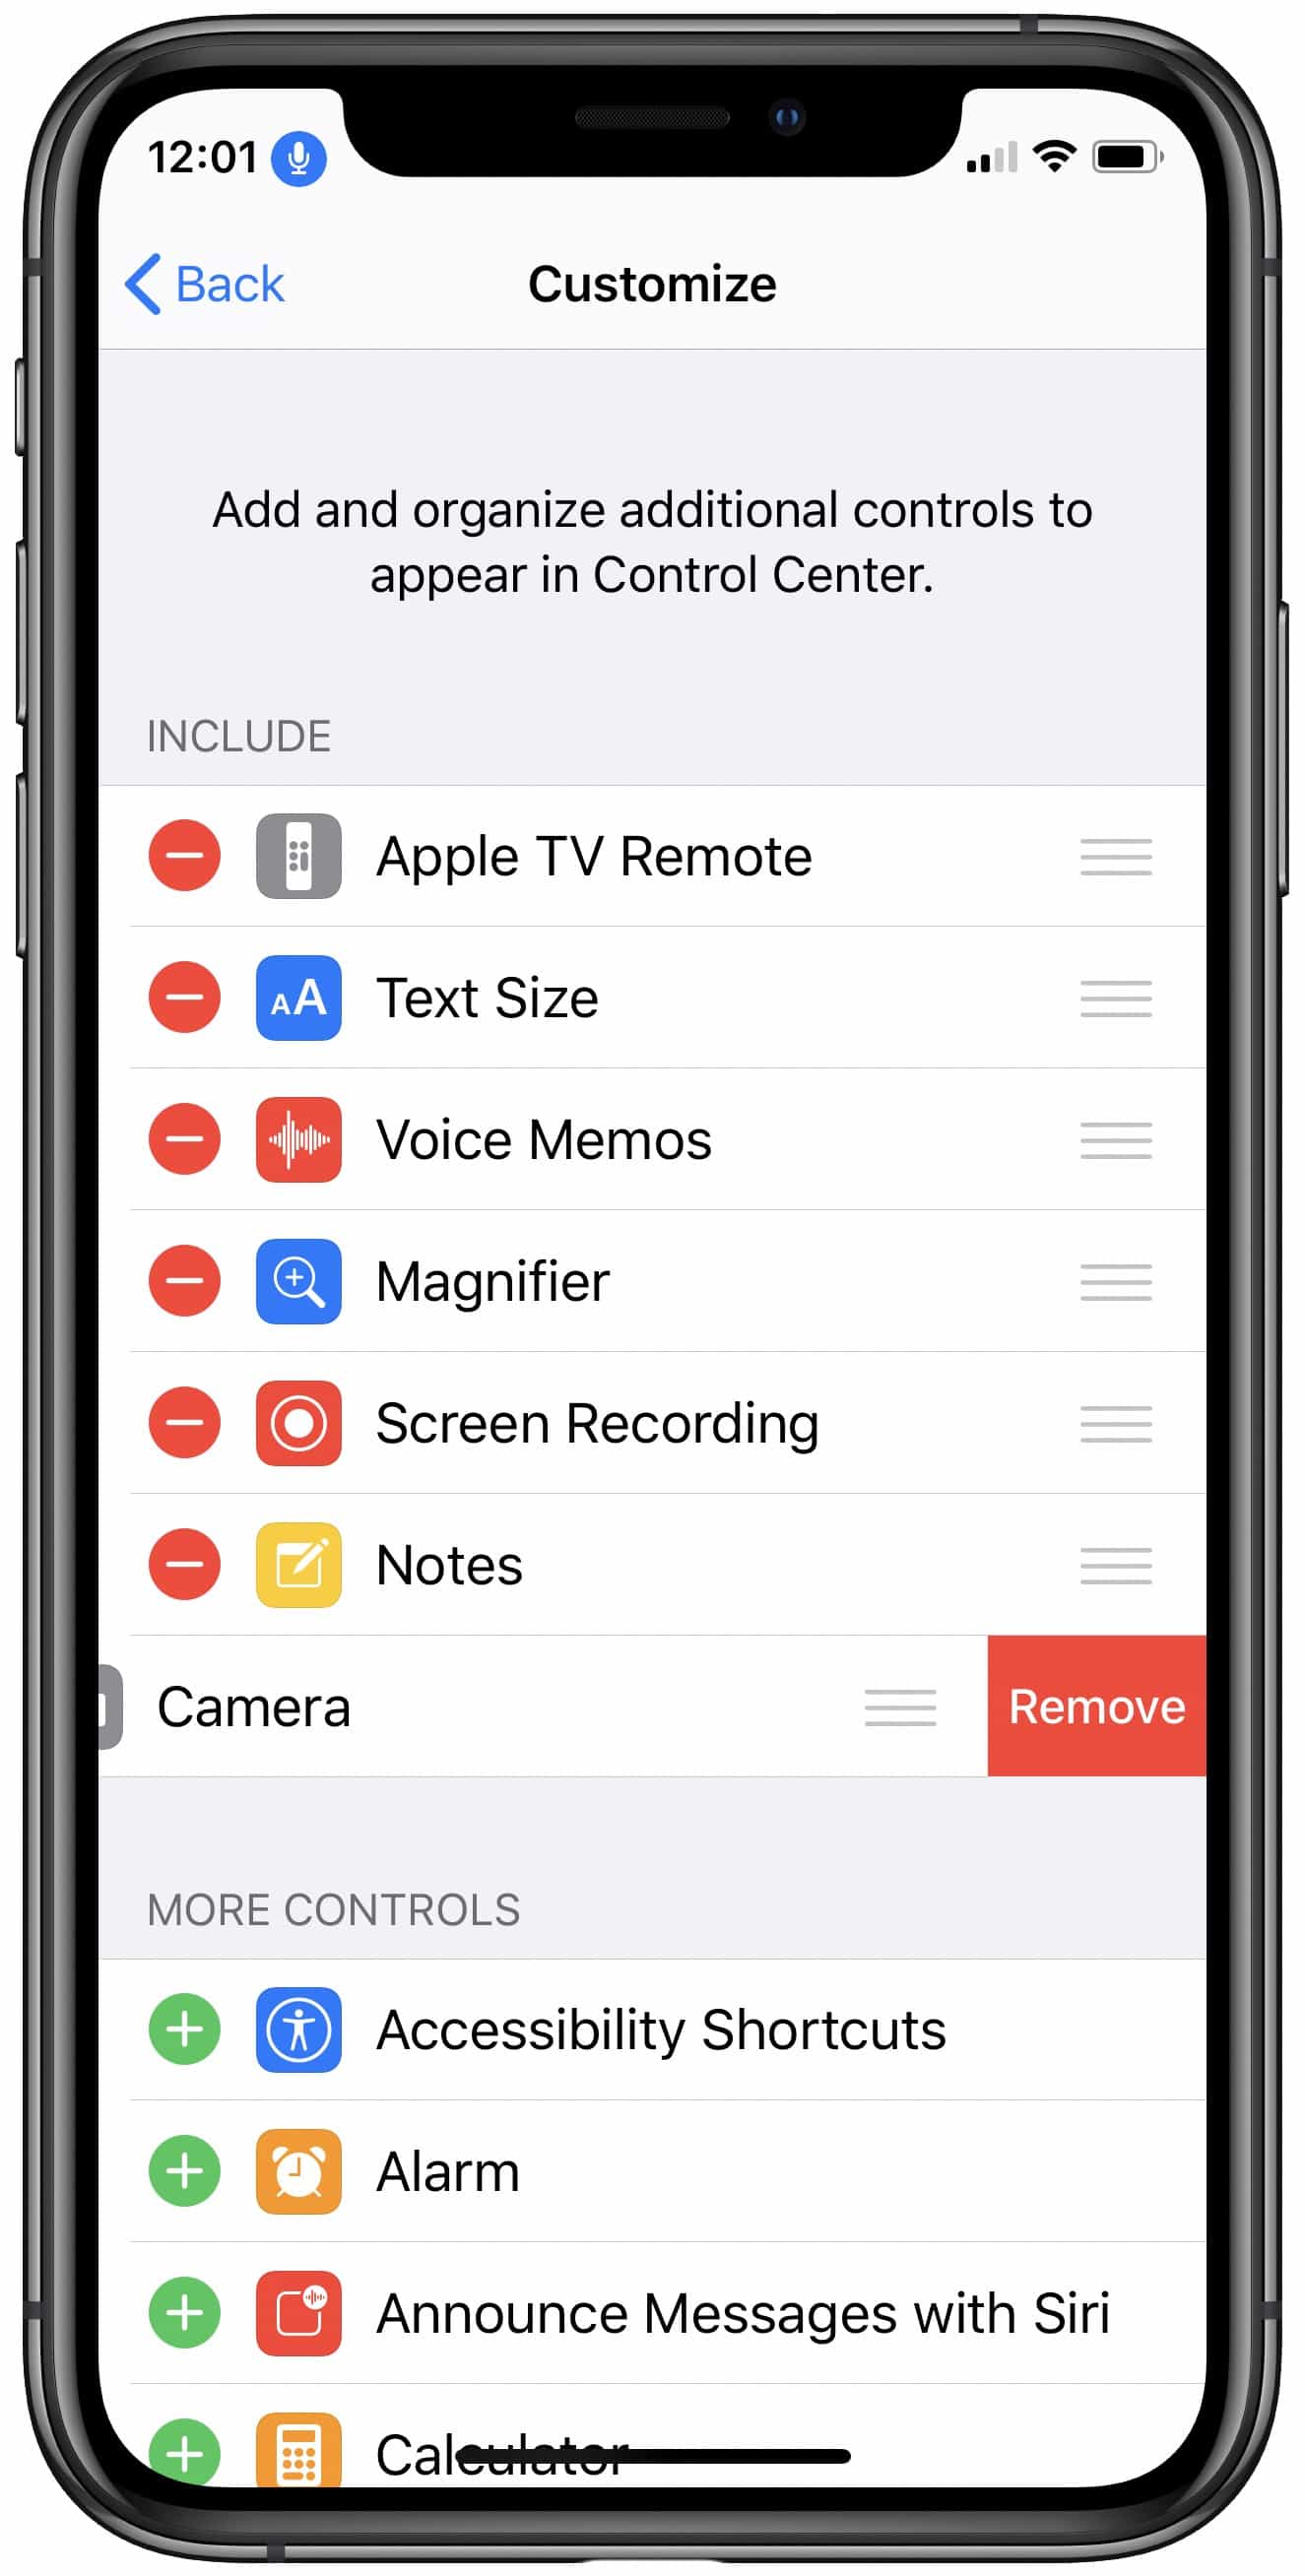 12:01
Back
Customize
Add and organize additional controls to
appear in Control Center.
INCLUDE
Apple TV Remote
AA Text Size
Voice Memos
Magnifier
Screen Recording
Notes
Camera
Remove
MORE CONTROLS
Accessibility Shortcuts
Alarm
Announce Messages with Siri
Calculator